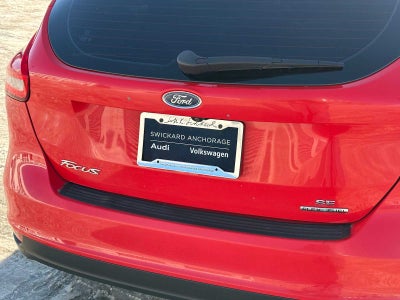 Ford
SWICKARD ANCHORAGE
Audi Volkswagen
FOCUS
SE